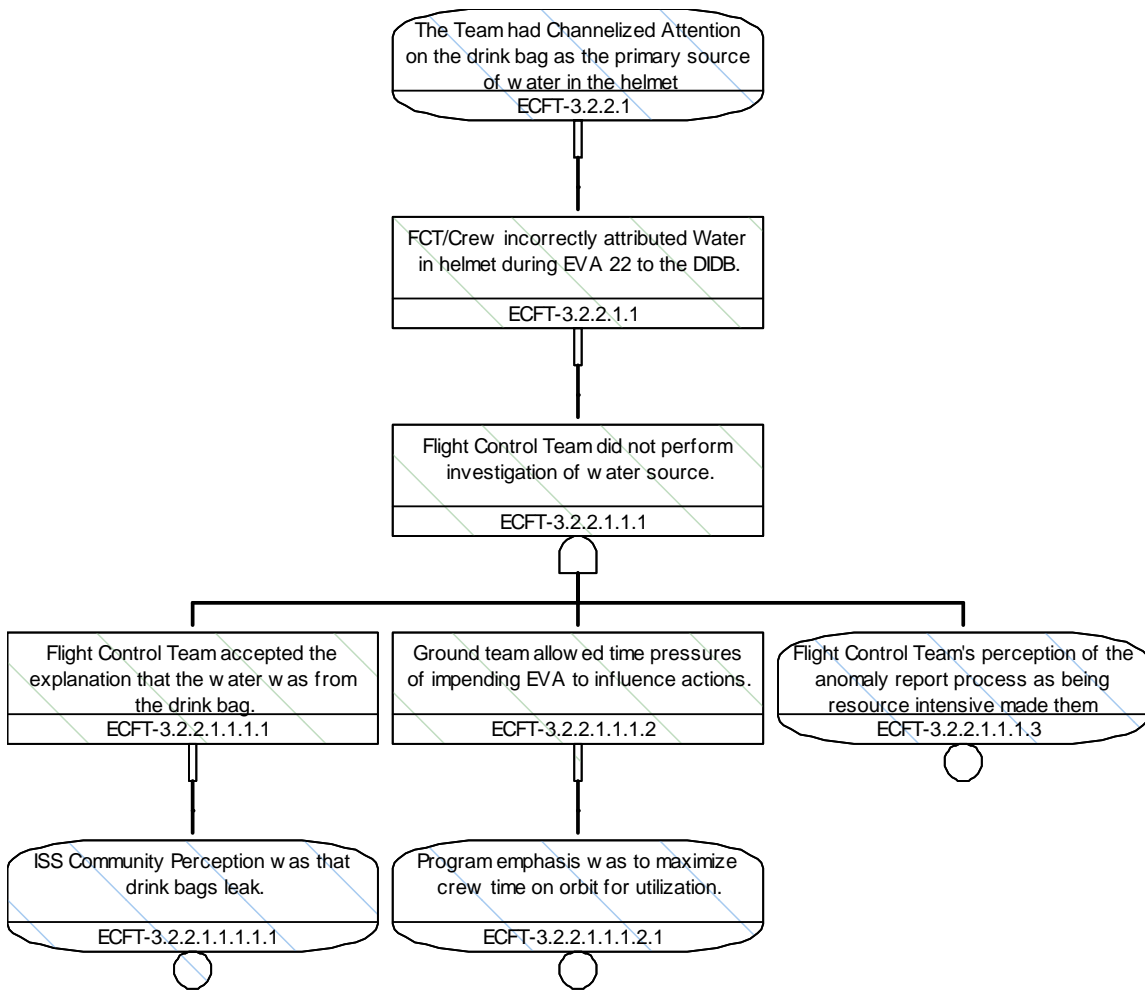 The Team had Channelized Attention
on the drink bag as the primary source
of water in the helmet
ECFT-3.2.2.1
FCT/Crew incorrectly attributed Water
in helmet during EVA 22 to the DIDB.
ECFT-3.2.2.1.1
Flight Control Team did not perform
investigation of water source.
ECFT-3.2.2.1.1.1
Flight Control Team accepted the
explanation that the water was from
the drink bag.
ECFT-3.2.2.1.1.1.1
Ground team allowed time pressures
of impending EVA to influence actions.
ECFT-3.2.2.1.1.1.2
Flight Control Team's perception of the
anomaly report process as being
resource intensive made them
ECFT-3.2.2.1.1.1.3
ISS Community Perception was that
drink bags leak.
ECFT-3.2.2.1.1.1.1.1
Program emphasis was to maximize
crew time on orbit for utilization.
ECFT-3.2.2.1.1.1.2.1